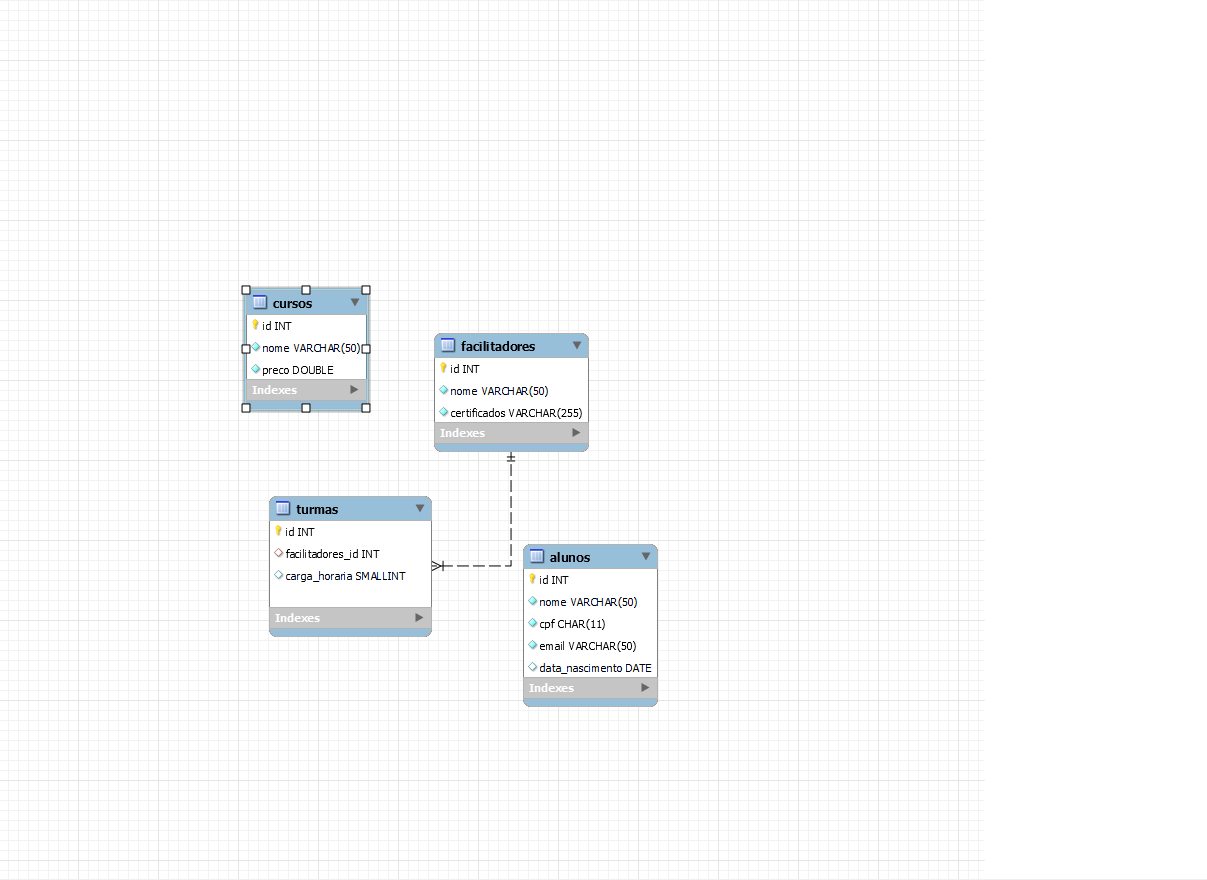 cursos
id INT
nome VARCHAR(50)
preco DOUBLE
Indexes
facilitadores
id INT
nome VARCHAR(50)
certificados VARCHAR(255)
Indexes
turmas
id INT
facilitadores_id INT
carga_horaria SMALLINT
Indexes
alunos
id INT
nome VARCHAR(50)
cpf CHAR(11)
email VARCHAR(50)
data_nascimento DATE
Indexes